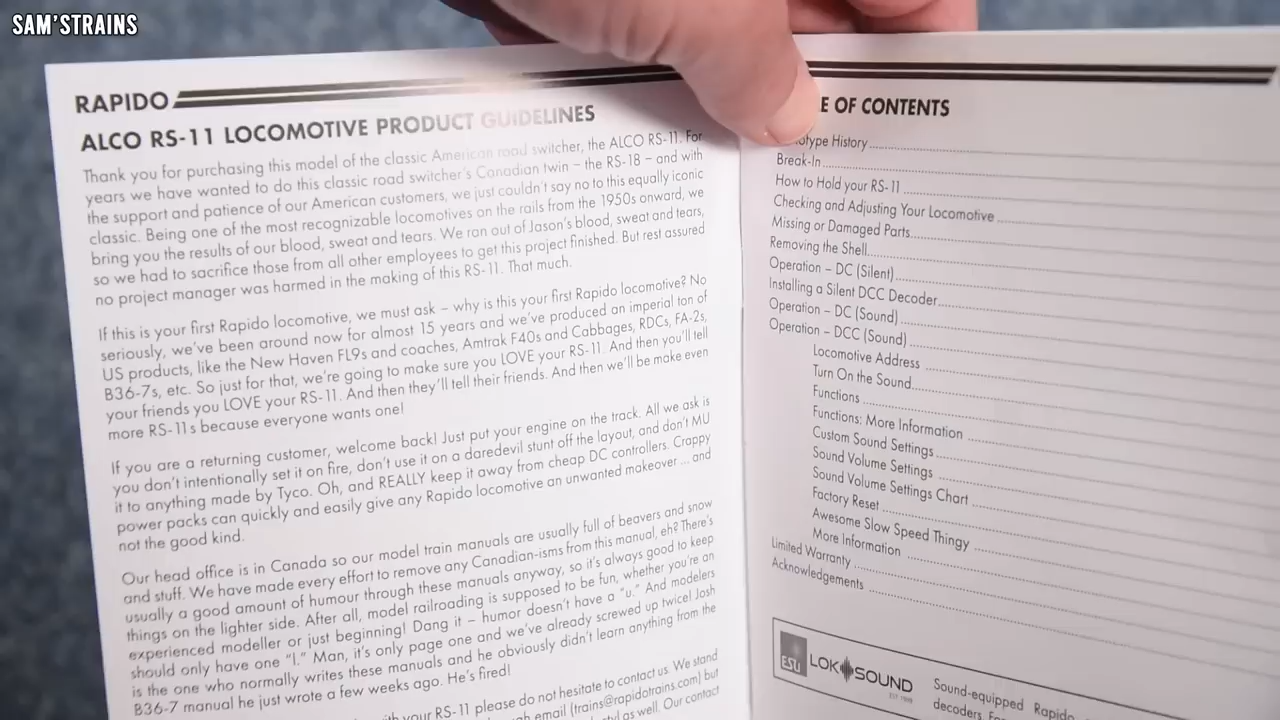 SAM'STRAINS
RAPIDO
ALCO RS-11 LOCOMOTIVE PRODUCT GUIDELINES
Thank you for purchasing this model of the classic American road switcher, the ALCO RS-11. For
years we have wanted to do this classic road switcher's Canadian twin – the RS-18 – and with
the support and patience of our American customers, we just couldn't say no to this equally iconic
classic. Being one of the most recognizable locomotives on the rails from the 1950s onward, we
bring you the results of our blood, sweat and tears. We ran out of Jason's blood, sweat and tears,
so we had to sacrifice those from all other employees to get this project finished. But rest assured
no project manager was harmed in the making of this RS-11. That much.
If this is your first Rapido locomotive, we must ask – why is this your first Rapido locomotive? No
seriously, we've been around now for almost 15 years and we've produced an imperial ton of
US products, like the New Haven FL9s and coaches, Amtrak F40s and Cabbages, RDCs, FA-2s,
B36-7s, etc. So just for that, we're going to make sure you LOVE your RS-11. And then you'll tell
your friends you LOVE your RS-11. And then they'll tell their friends. And then we'll be make even
more RS-11s because everyone wants one!
If you are a returning customer, welcome back! Just put your engine on the track. All we ask is
you don't intentionally set it on fire, don't use it on a daredevil stunt off the layout, and don't MU
it to anything made by Tyco. Oh, and REALLY keep it away from cheap DC controllers. Crappy
power packs can quickly and easily give any Rapido locomotive an unwanted makeover ... and
not the good kind.
Our head office is in Canada so our model train manuals are usually full of beavers and snow
and stuff. We have made every effort to remove any Canadian-isms from this manual, eh? There's
usually a good amount of humour through these manuals anyway, so it's always good to keep
things on the lighter side. After all, model railroading is supposed to be fun, whether you're an
experienced modeller or just beginning! Dang it – humor doesn't have a "u." And modelers
should only have one "l." Man, it's only page one and we've already screwed up twice! Josh
is the one who normally writes these manuals and he obviously didn't learn anything from the
B36-7 manual he just wrote a few weeks ago. He's fired!
with your RS-11 please do not hesitate to contact us. We stand
email (trains@rapidotrains.com) but
as well. Our contact
E OF CONTENTS
otype History
Break-In
How to Hold your RS-11
Checking and Adjusting Your Locomotive
Missing or Damaged Parts
Removing the Shell
Operation – DC (Silent)
Installing a Silent DCC Decoder
Operation – DC (Sound)
Operation – DCC (Sound)
Locomotive Address
Turn On the Sound
Functions
Functions: More Information
Custom Sound Settings
Sound Volume Settings
Sound Volume Settings Chart
Factory Reset
Awesome Slow Speed Thingy
More Information
Limited Warranty
Acknowledgements
ESU LOKSOUND
Sound-equipped Rapido
decoders.